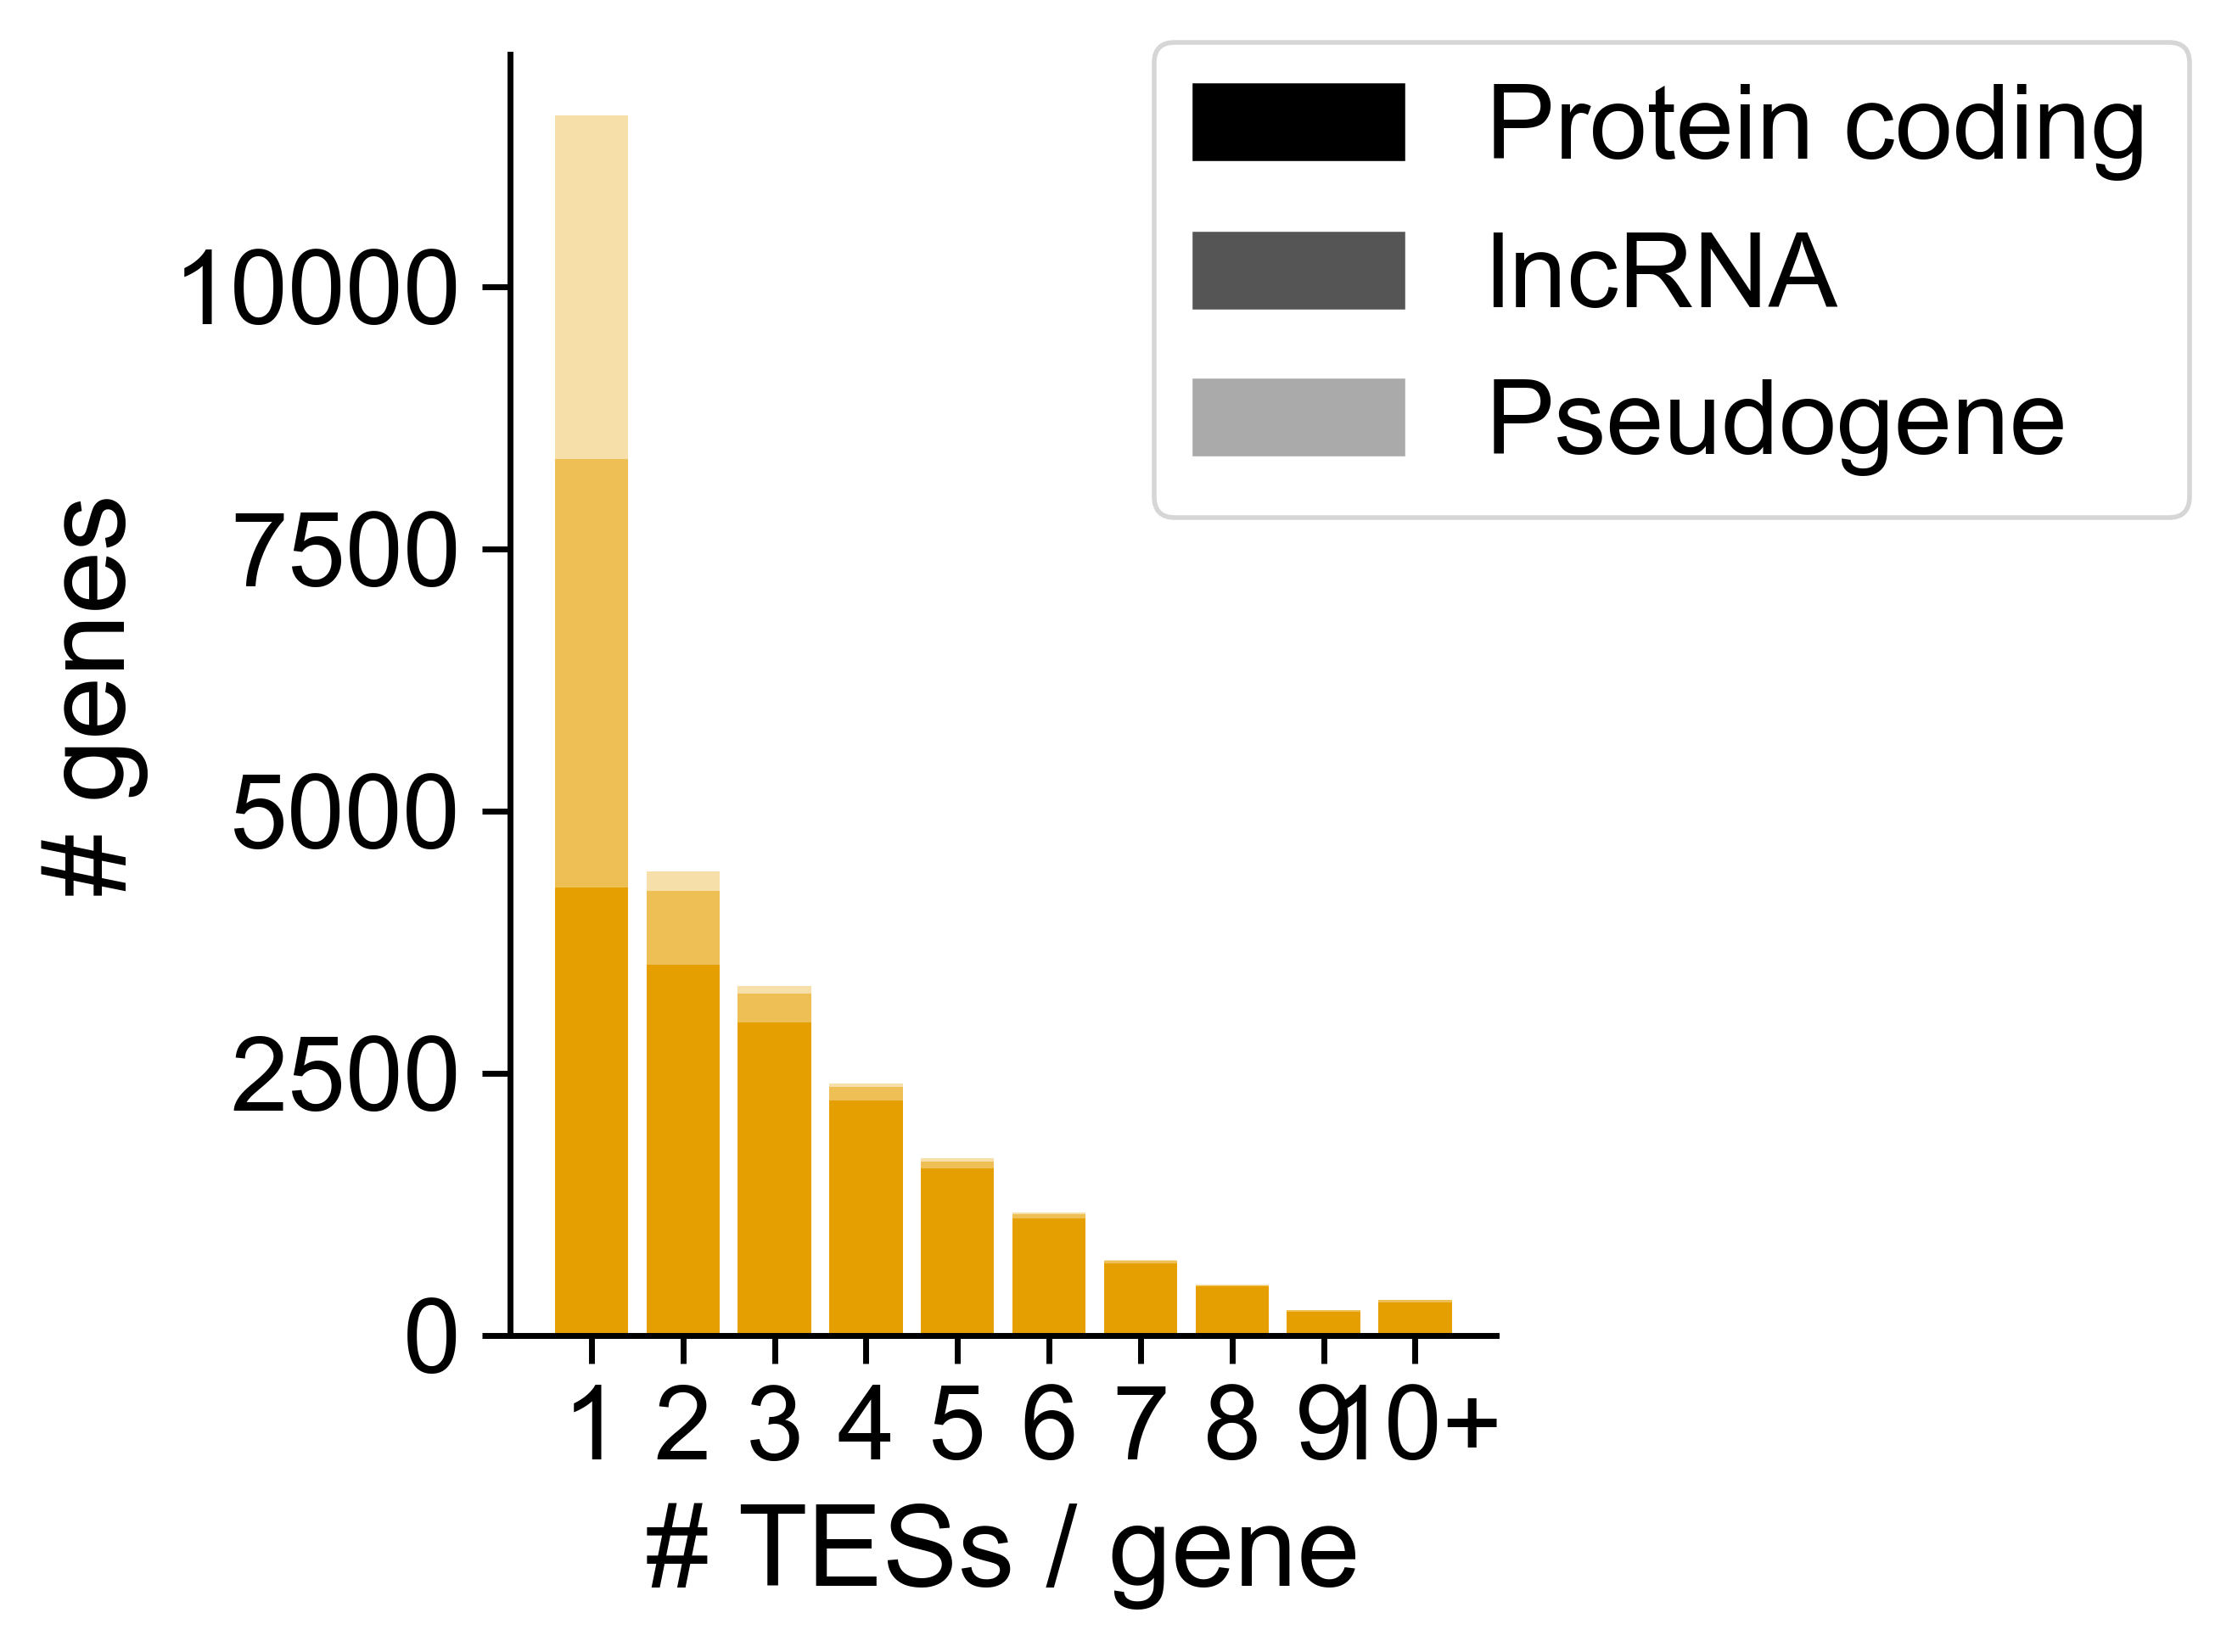 Protein coding
lncRNA
Pseudogene
# genes
10000
7500
5000
2500
0
1 2 3 4 5 6 7 8 9 10+
# TESs / gene